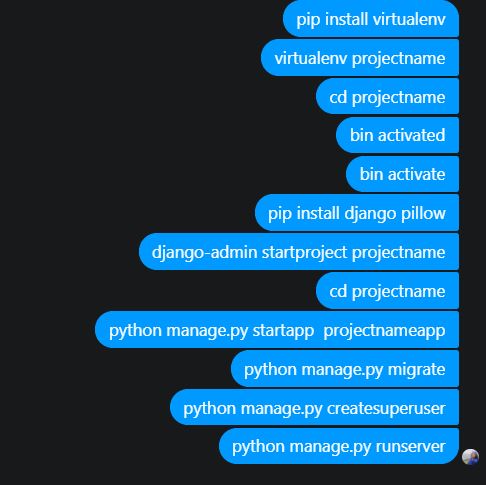 pip install virtualenv
virtualenv projectname
cd projectname
bin activated
bin activate
pip install django pillow
django-admin startproject projectname
cd projectname
python manage.py startapp  projectnameapp
python manage.py migrate
python manage.py createsuperuser
python manage.py runserver